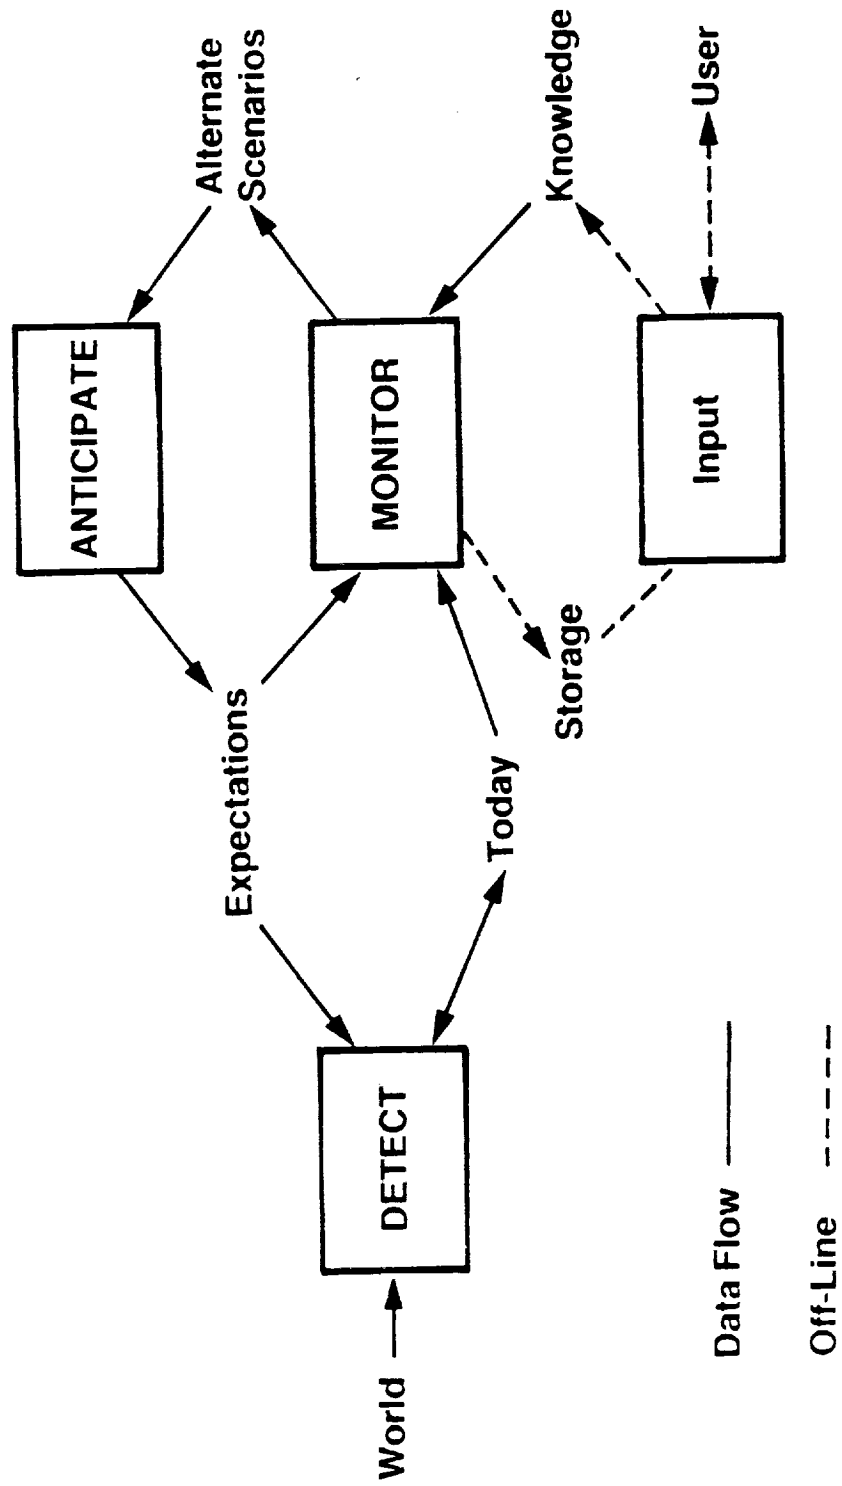 ANTICIPATE
Alternate
Scenarios
Expectations
World
DETECT
MONITOR
Today
Knowledge
Storage
Input
User
Data Flow
Off-Line